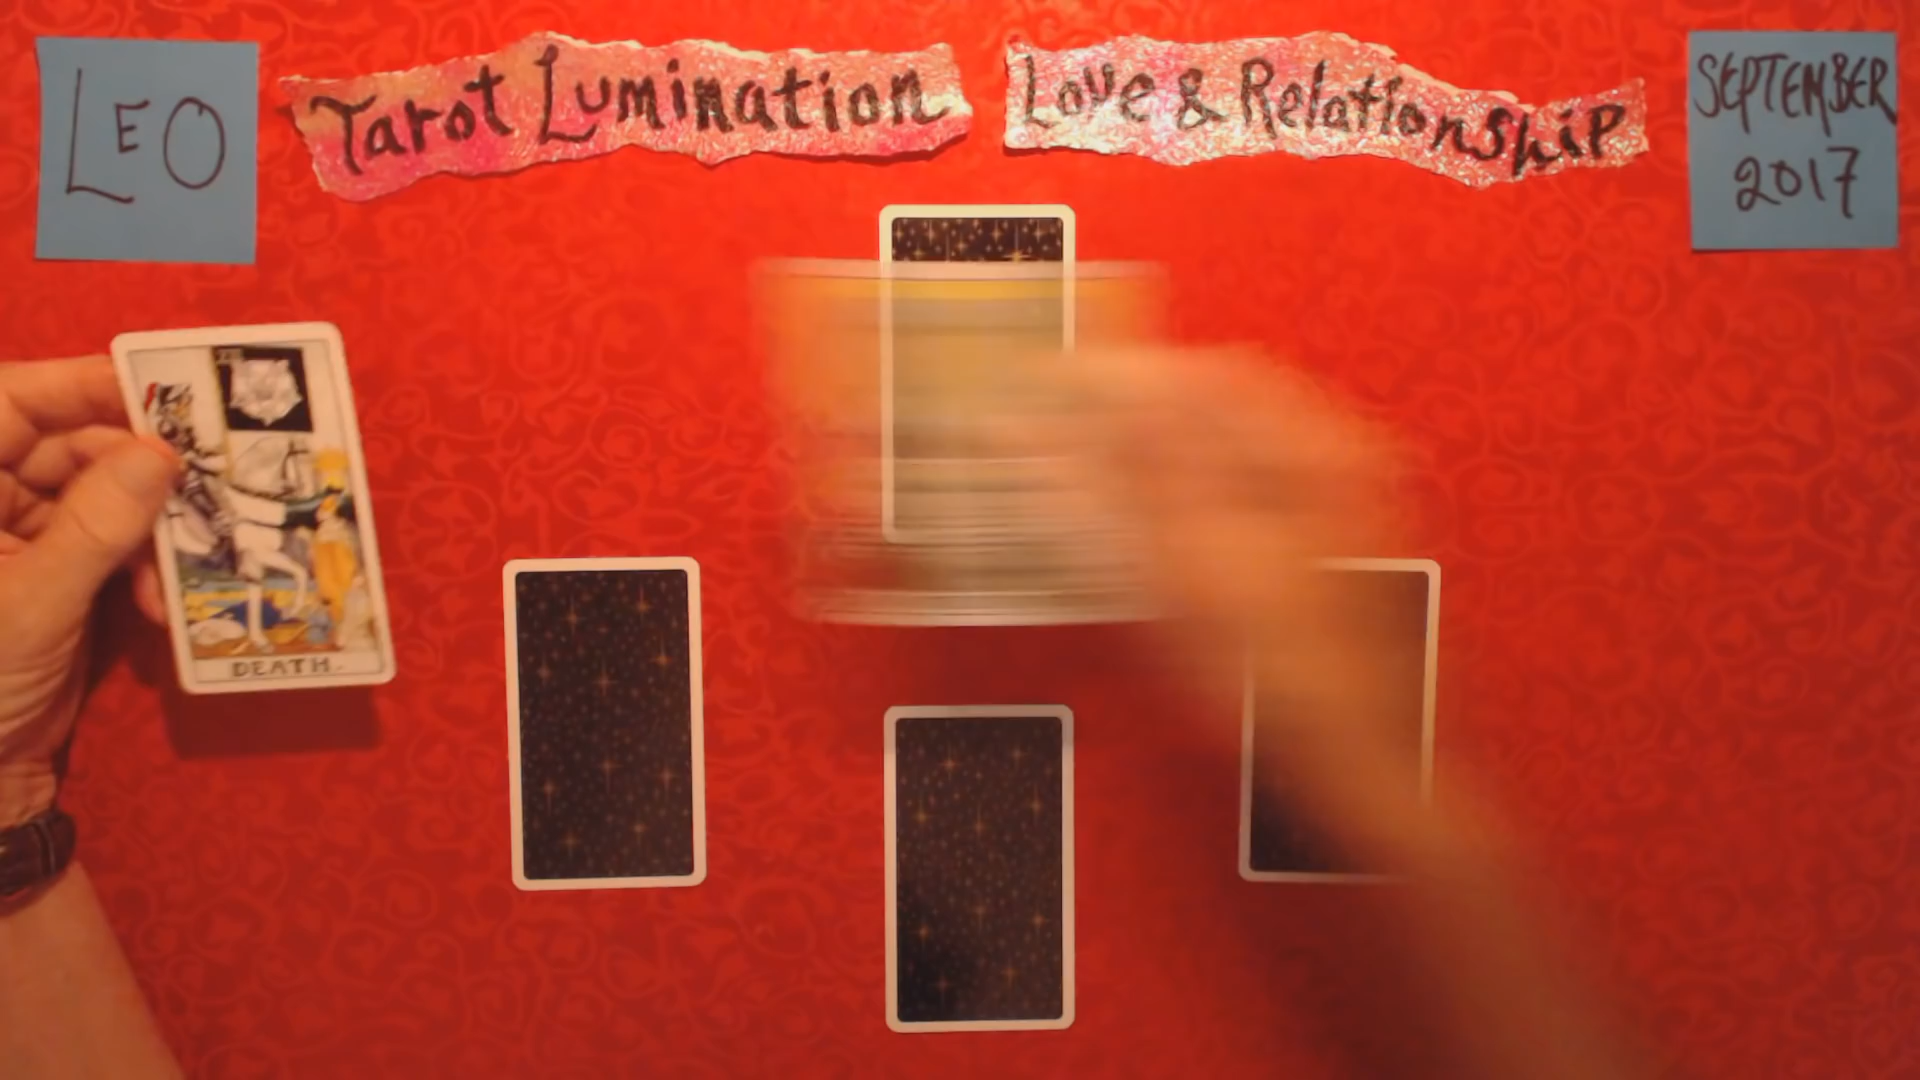 LEO
Tarot Lumination
Love & Relationship
SEPTEMBER
2017
DEATH.